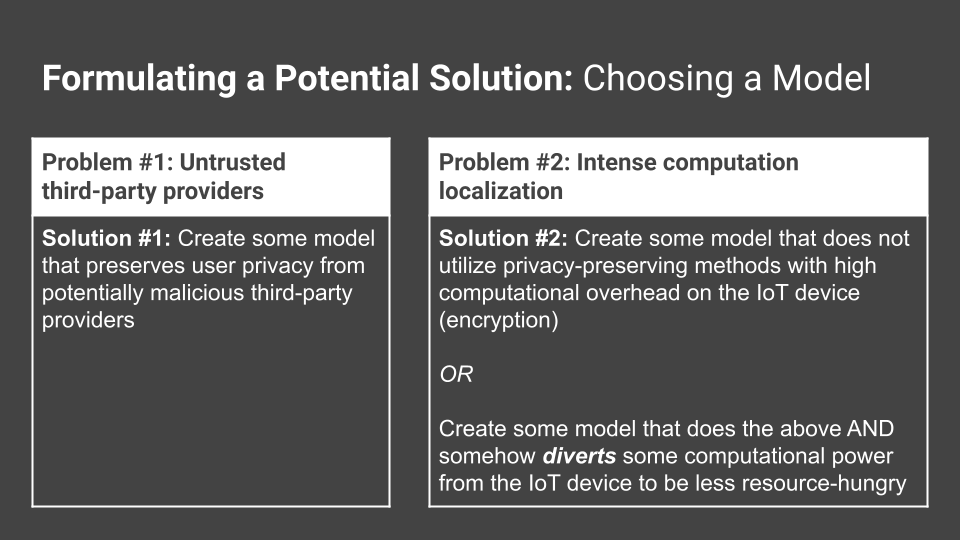 Formulating a Potential Solution: Choosing a Model
Problem #1: Untrusted
third-party providers
Solution #1: Create some model
that preserves user privacy from
potentially malicious third-party
providers
Problem #2: Intense computation
localization
Solution #2: Create some model that does not
utilize privacy-preserving methods with high
computational overhead on the IoT device
(encryption)
OR
Create some model that does the above AND
somehow diverts some computational power
from the IoT device to be less resource-hungry